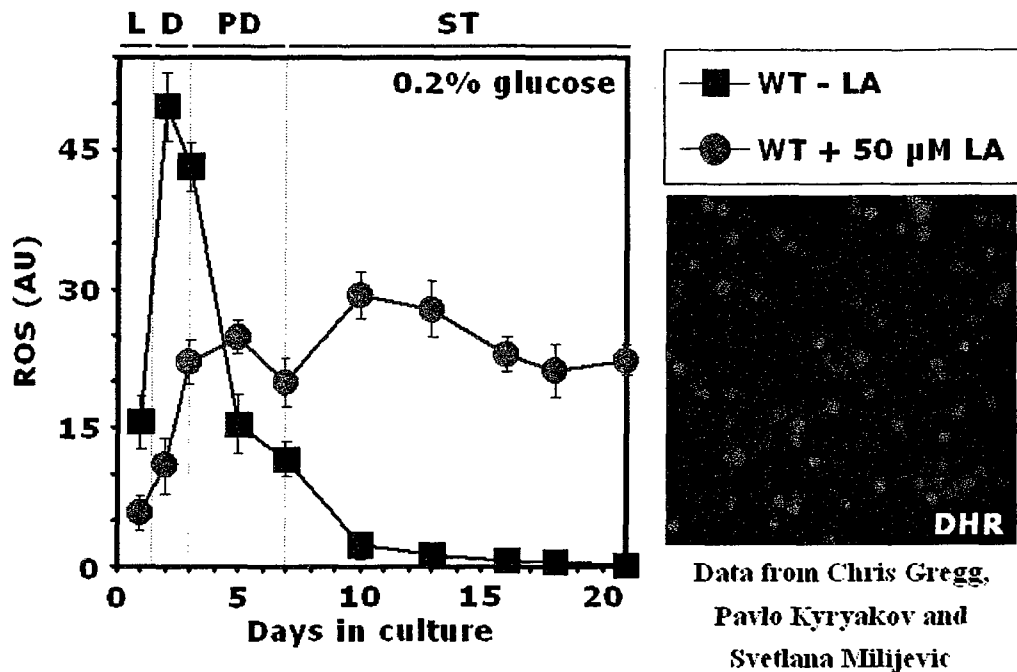 L D PD ST
0.2% glucose
WT - LA
WT + 50 µM LA
45
30
15
0
ROS (AU)
0 5 10 15 20
Days in culture
DHR
Data from Chris Gregg,
Pavlo Kyryakov and
Svetlana Milijevic